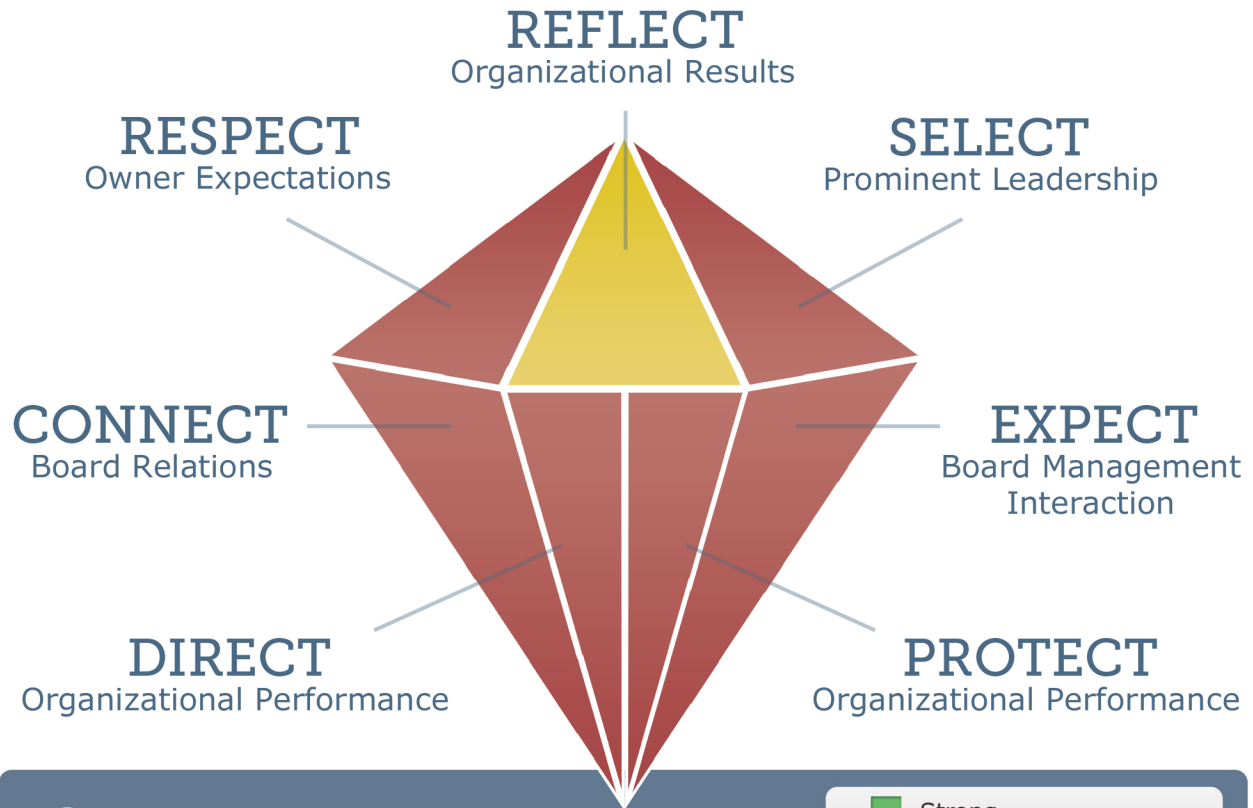 REFLECT
Organizational Results
RESPECT
Owner Expectations
SELECT
Prominent Leadership
CONNECT
Board Relations
EXPECT
Board Management
Interaction
DIRECT
Organizational Performance
PROTECT
Organizational Performance
Strong